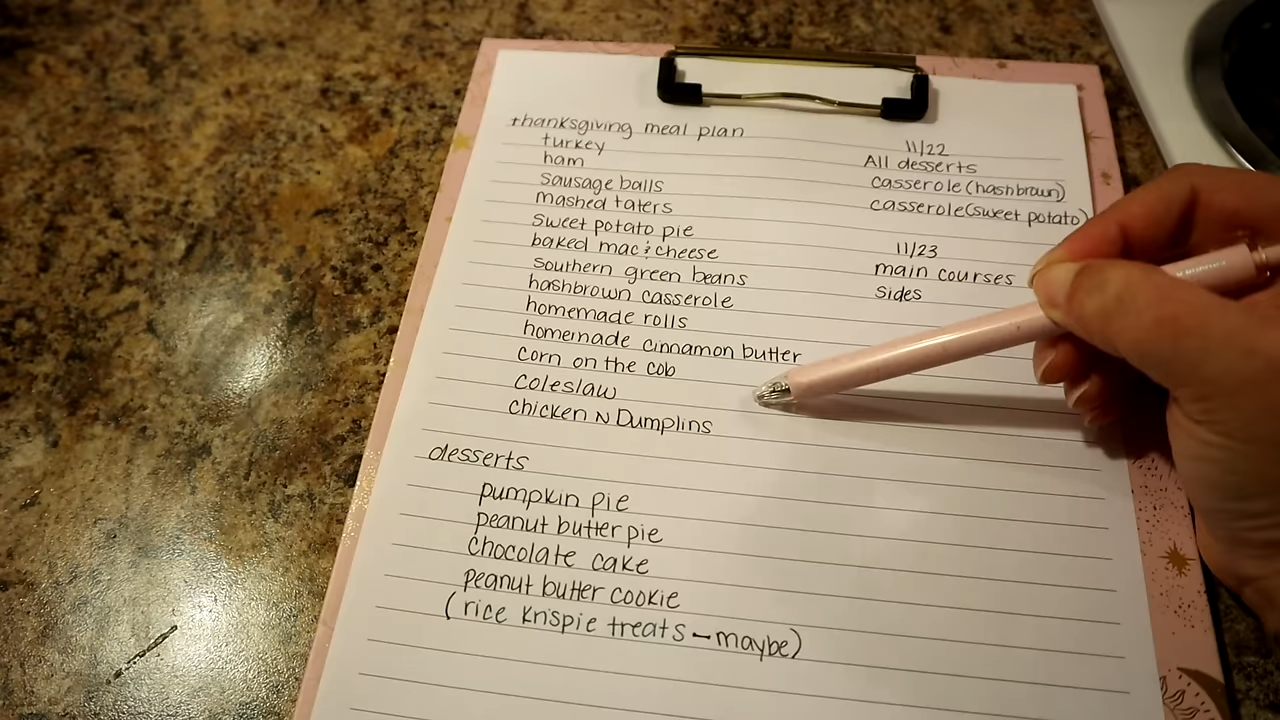 thanksgiving meal plan
turkey
ham
sausage balls
mashed taters
sweet potato pie
baked mac & cheese
southern green beans
hashbrown casserole
homemade rolls
homemade cinnamon butter
corn on the cob
coleslaw
chicken N Dumplins
desserts
pumpkin pie
peanut butter pie
chocolate cake
peanut butter cookie
(rice krispie treats - maybe)
11/22
All desserts
casserole (hashbrown)
casserole (sweet potato)
11/23
main courses
sides